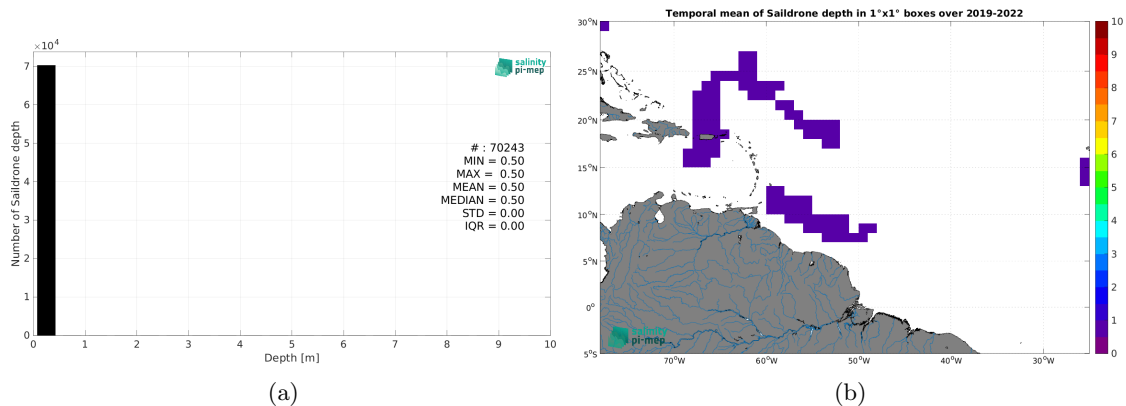 ×10⁴
7
6
5
4
3
2
1
0
Number of Saildrone depth
salinity
pi-mep
# : 70243
MIN = 0.50
MAX = 0.50
MEAN = 0.50
MEDIAN = 0.50
STD = 0.00
IQR = 0.00
0 1 2 3 4 5 6 7 8 9 10
Depth [m]
(a)
Temporal mean of Saildrone depth in 1°x1° boxes over 2019-2022
30°N
25°N
20°N
15°N
10°N
5°N
0°
5°S
salinity
pi-mep
70°W 60°W 50°W 40°W 30°W
10
9
8
7
6
5
4
3
2
1
0
(b)